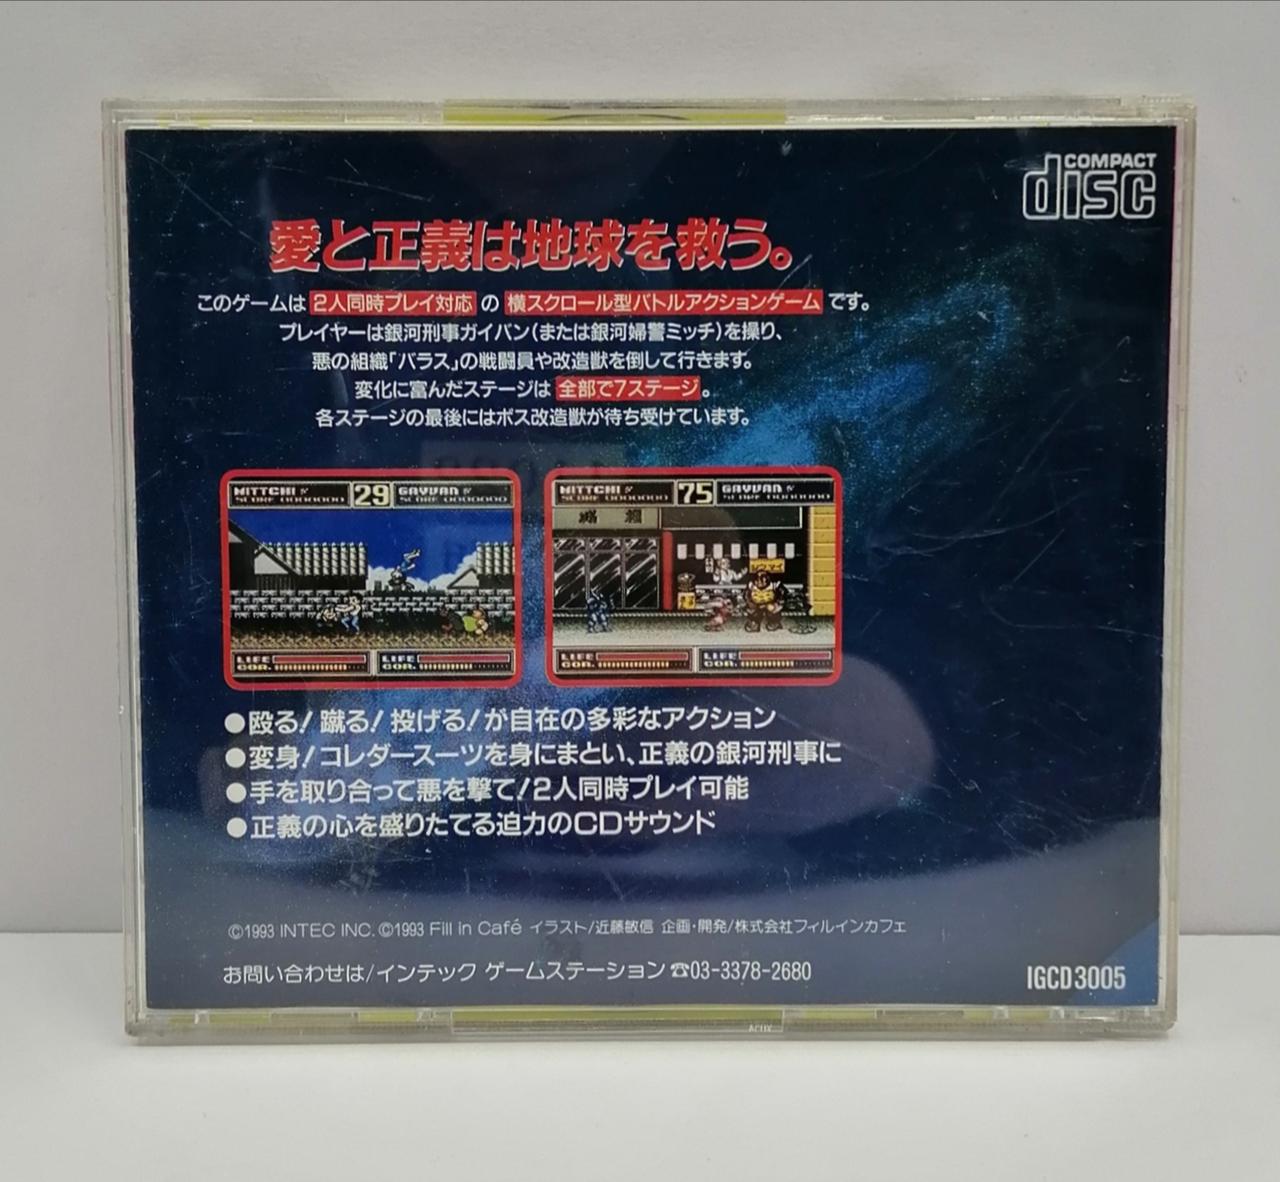 COMPACT
disc
愛と正義は地球を救う。
このゲームは 2人同時プレイ対応 の 横スクロール型バトルアクションゲーム です。
プレイヤーは銀河刑事ガイバン(または銀河婦警ミッチ)を操り、
悪の組織「バラス」の戦闘員や改造獣を倒して行きます。
変化に富んだステージは 全部で7ステージ 。
各ステージの最後にはボス改造獣が待ち受けています。
MITTCHI 29 GAYVAN
SCORE 0000000 SCORE 0000000
LIFE LIFE
CON. CON.
MITTCHI 75 GAYVAN
SCORE 0000000 SCORE 0000000
LIFE LIFE
CON. CON.
●殴る!蹴る!投げる!が自在の多彩なアクション
●変身!コレダースーツを身にまとい、正義の銀河刑事に
●手を取り合って悪を撃て!2人同時プレイ可能
●正義の心を盛りたてる迫力のCDサウンド
©1993 INTEC INC. ©1993 Fill in Café イラスト/近藤敏信 企画・開発/株式会社フィルインカフェ
お問い合わせは/インテック ゲームステーション ☎03-3378-2680
IGCD3005